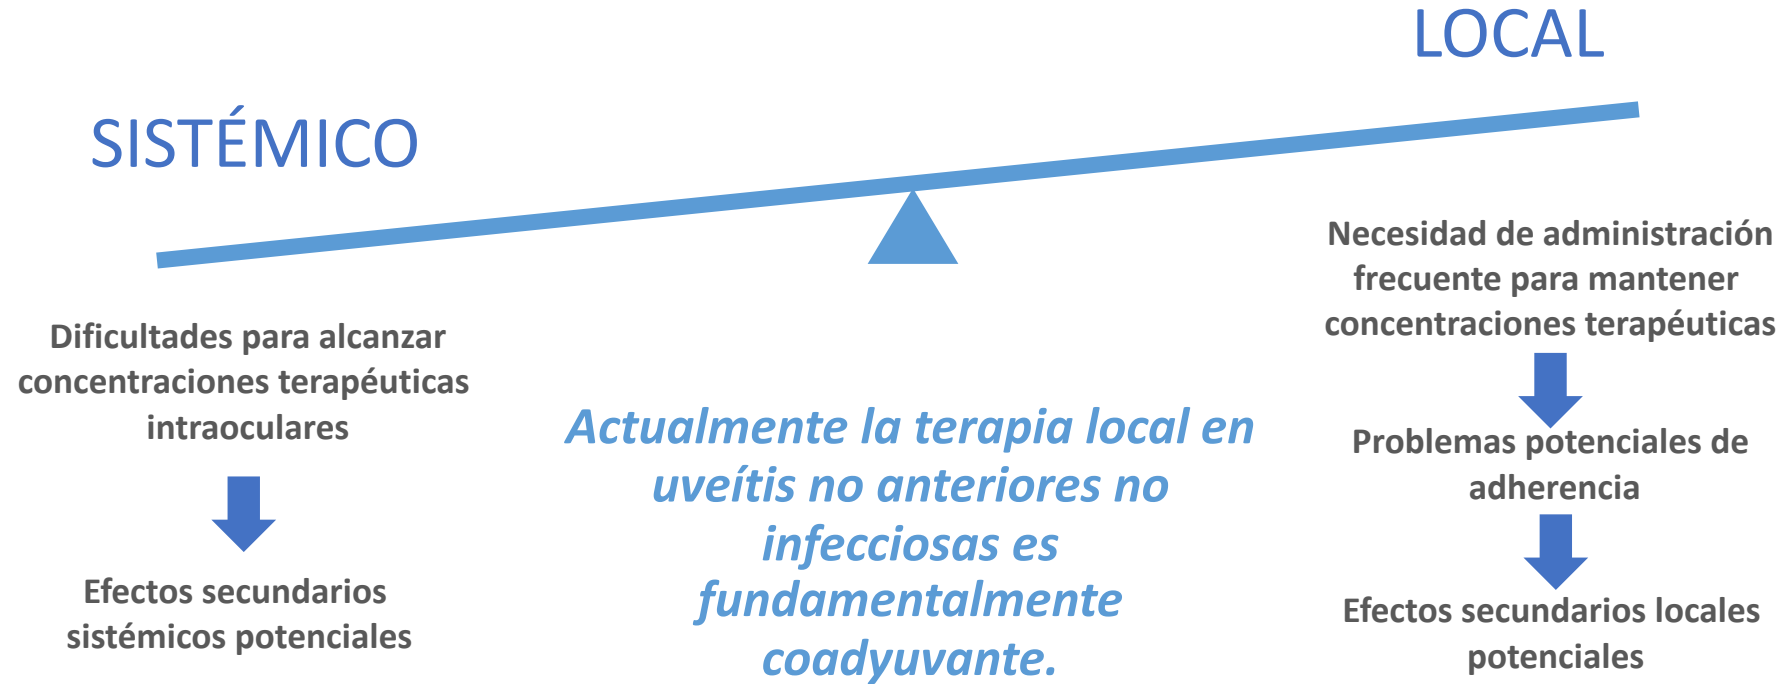 LOCAL
SISTÉMICO
Dificultades para alcanzar
concentraciones terapéuticas
intraoculares
Efectos secundarios
sistémicos potenciales
Actualmente la terapia local en
uveítis no anteriores no
infecciosas es
fundamentalmente
coadyuvante.
Necesidad de administración
frecuente para mantener
concentraciones terapéuticas
Problemas potenciales de
adherencia
Efectos secundarios locales
potenciales